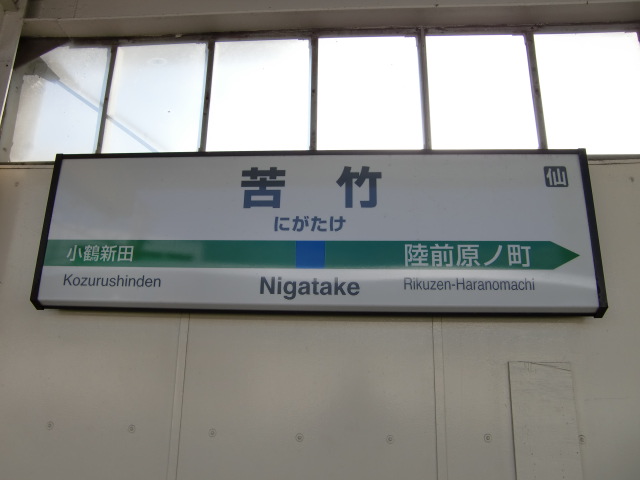 苦竹
仙
にがたけ
小鶴新田
陸前原ノ町
Kozurushinden
Nigatake
Rikuzen-Haranomachi